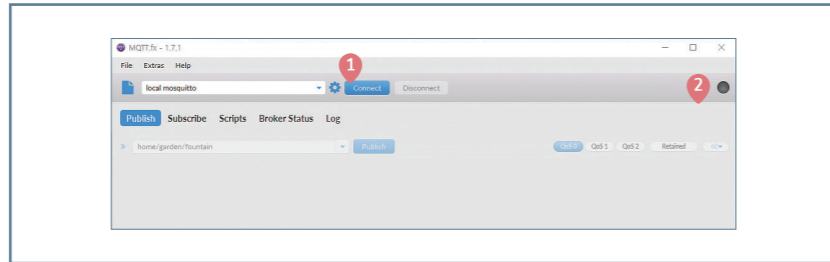 MQTT.fx - 1.7.1
File Extras Help
1
2
local mosquitto Connect Disconnect
Publish Subscribe Scripts Broker Status Log
home/garden/fountain Publish QoS 0 QoS 1 QoS 2 Retained